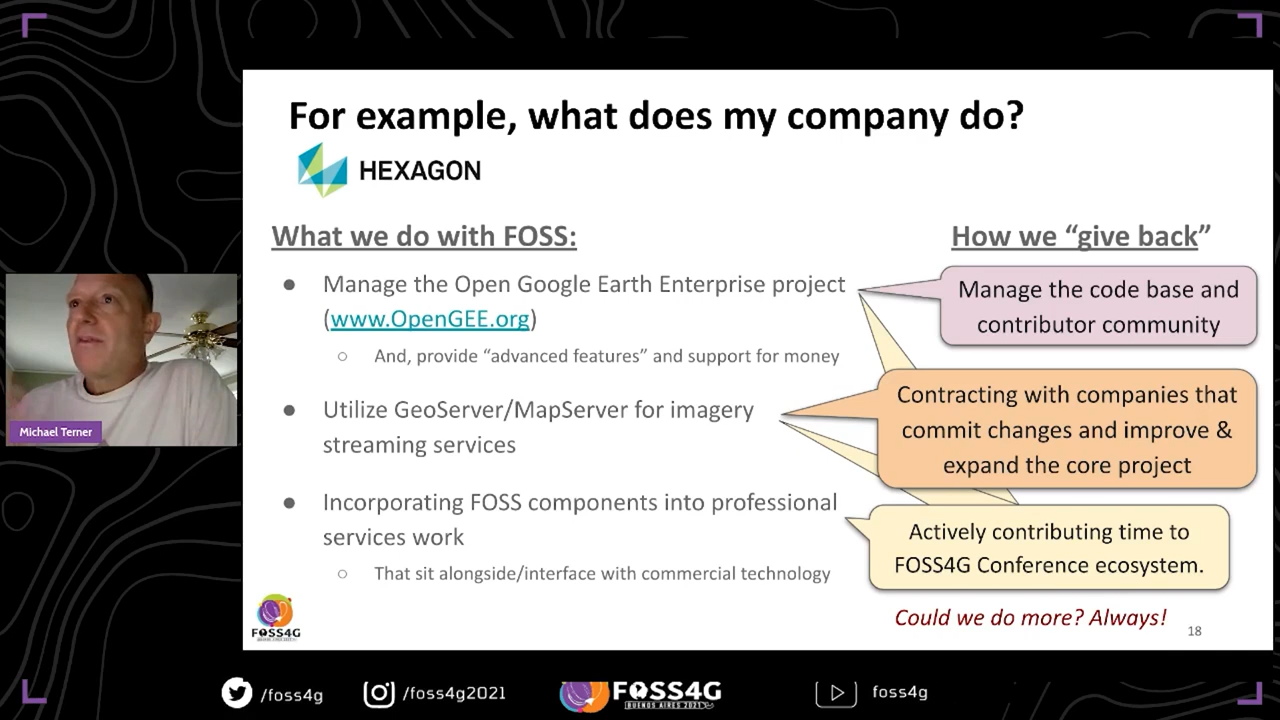 For example, what does my company do?
HEXAGON
What we do with FOSS:
● Manage the Open Google Earth Enterprise project
(www.OpenGEE.org)
○ And, provide “advanced features” and support for money
● Utilize GeoServer/MapServer for imagery
streaming services
● Incorporating FOSS components into professional
services work
○ That sit alongside/interface with commercial technology
How we “give back”
Manage the code base and
contributor community
Contracting with companies that
commit changes and improve &
expand the core project
Actively contributing time to
FOSS4G Conference ecosystem.
Could we do more? Always!
18
Michael Terner
FOSS4G
BUENOS AIRES 2021
/foss4g
/foss4g2021
FOSS4G
BUENOS AIRES 2021
foss4g